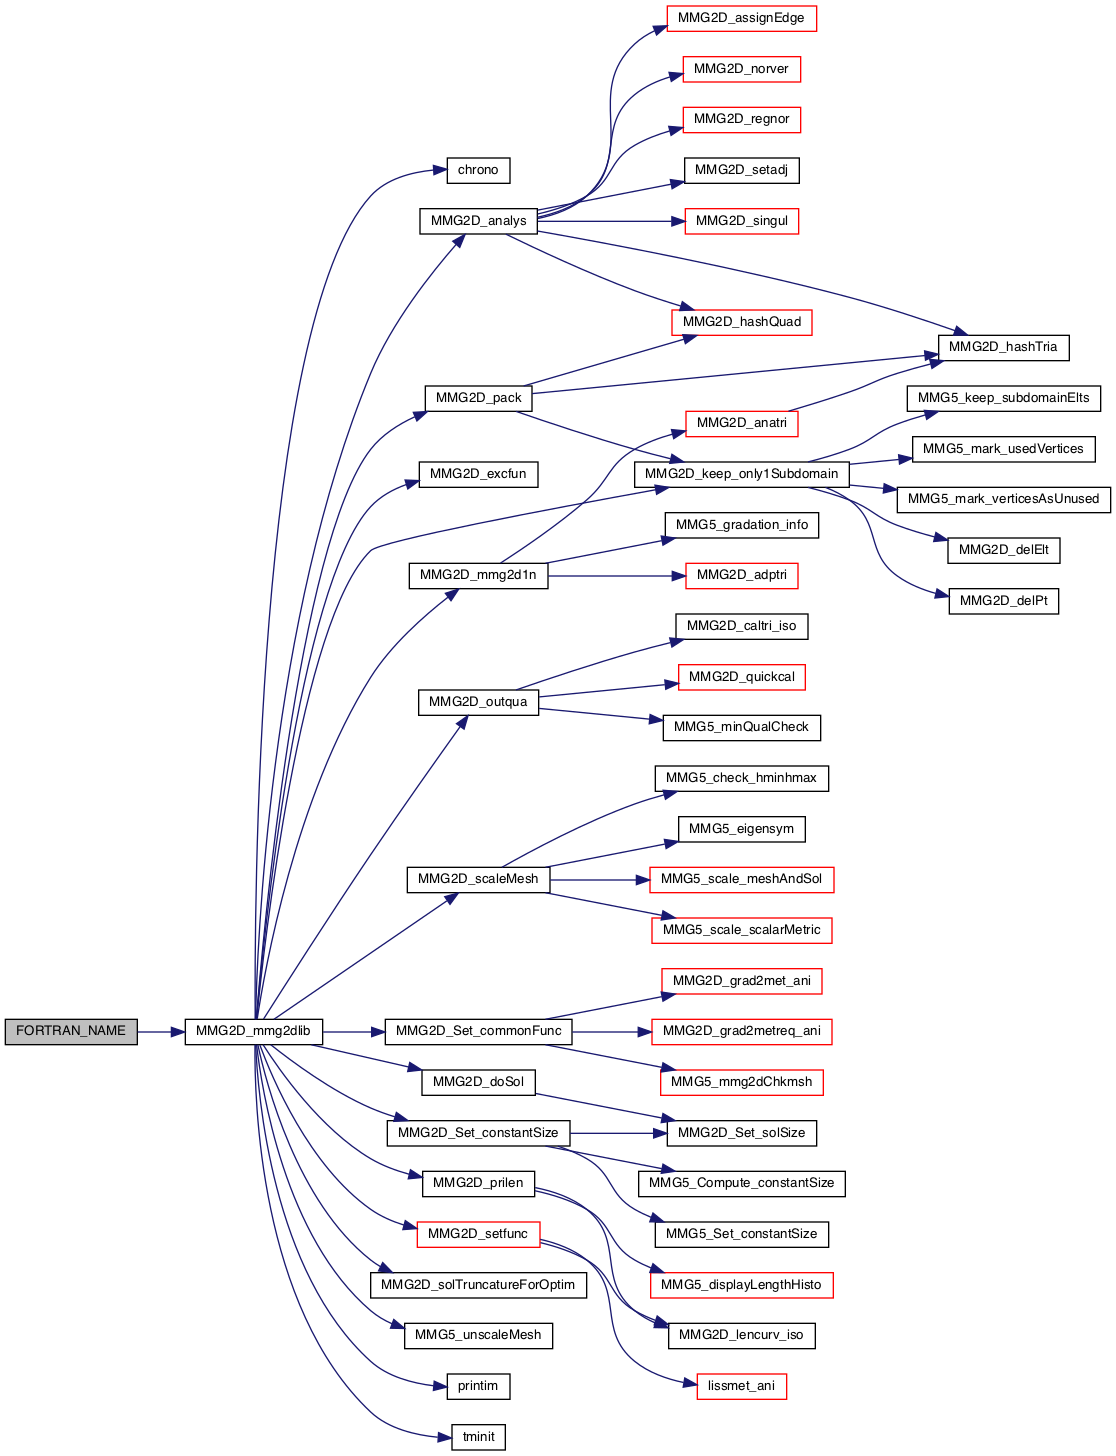 MMG2D_assignEdge
MMG2D_norver
MMG2D_regnor
chrono
MMG2D_setadj
MMG2D_analys
MMG2D_singul
MMG2D_hashQuad
MMG2D_hashTria
MMG2D_pack
MMG5_keep_subdomainElts
MMG2D_anatri
MMG5_mark_usedVertices
MMG2D_excfun
MMG2D_keep_only1Subdomain
MMG5_mark_verticesAsUnused
MMG5_gradation_info
MMG2D_delElt
MMG2D_mmg2d1n
MMG2D_adptri
MMG2D_delPt
MMG2D_caltri_iso
MMG2D_quickcal
MMG2D_outqua
MMG5_minQualCheck
MMG5_check_hminhmax
MMG5_eigensym
MMG2D_scaleMesh
MMG5_scale_meshAndSol
MMG5_scale_scalarMetric
MMG2D_grad2met_ani
FORTRAN_NAME
MMG2D_mmg2dlib
MMG2D_Set_commonFunc
MMG2D_grad2metreq_ani
MMG2D_doSol
MMG5_mmg2dChkmsh
MMG2D_Set_constantSize
MMG2D_Set_solSize
MMG2D_prilen
MMG5_Compute_constantSize
MMG2D_setfunc
MMG5_Set_constantSize
MMG2D_solTruncatureForOptim
MMG5_displayLengthHisto
MMG5_unscaleMesh
MMG2D_lencurv_iso
printim
lissmet_ani
tminit